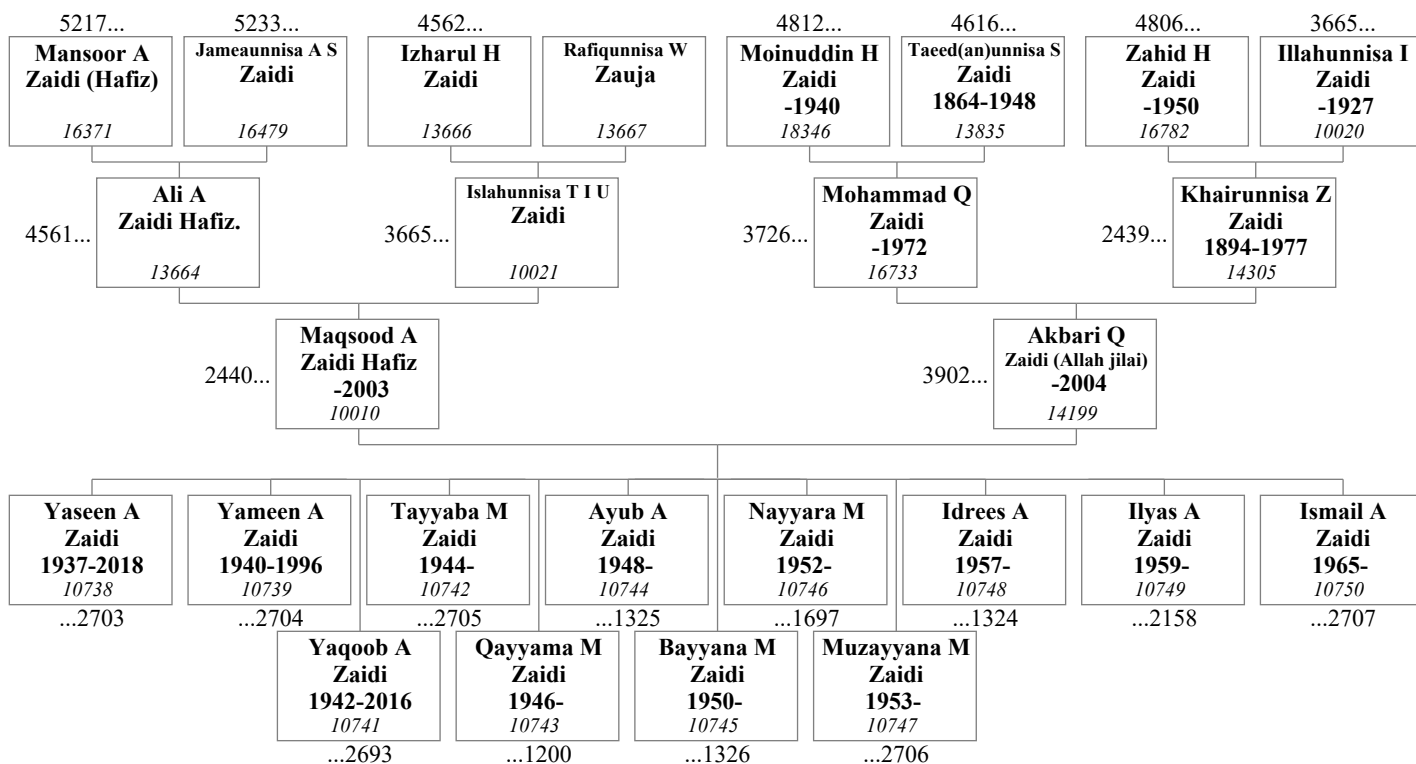 5217...
5233...
4562...
4812...
4616...
4806...
3665...
Mansoor A
Zaidi (Hafiz)
16371
Jameaunnisa A S
Zaidi
16479
Izharul H
Zaidi
13666
Rafiqunnisa W
Zauja
13667
Moinuddin H
Zaidi
-1940
18346
Taeed(an)unnisa S
Zaidi
1864-1948
13835
Zahid H
Zaidi
-1950
16782
Illahunnisa I
Zaidi
-1927
10020
4561...
Ali A
Zaidi Hafiz.
13664
3665...
Islahunnisa T I U
Zaidi
10021
3726...
Mohammad Q
Zaidi
-1972
16733
2439...
Khairunnisa Z
Zaidi
1894-1977
14305
2440...
Maqsood A
Zaidi Hafiz
-2003
10010
3902...
Akbari Q
Zaidi (Allah jilai)
-2004
14199
Yaseen A
Zaidi
1937-2018
10738
...2703
Yameen A
Zaidi
1940-1996
10739
...2704
Tayyaba M
Zaidi
1944-
10742
...2705
Ayub A
Zaidi
1948-
10744
...1325
Nayyara M
Zaidi
1952-
10746
...1697
Idrees A
Zaidi
1957-
10748
...1324
Ilyas A
Zaidi
1959-
10749
...2158
Ismail A
Zaidi
1965-
10750
...2707
Yaqoob A
Zaidi
1942-2016
10741
...2693
Qayyama M
Zaidi
1946-
10743
...1200
Bayyana M
Zaidi
1950-
10745
...1326
Muzayyana M
Zaidi
1953-
10747
...2706